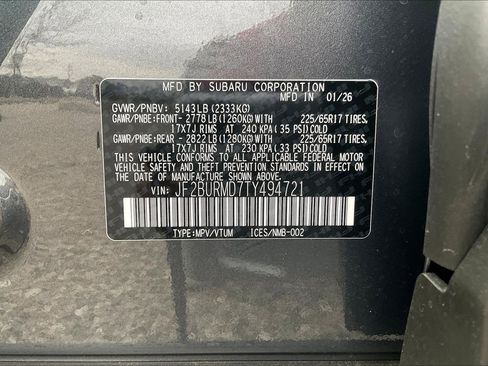 MFD BY SUBARU CORPORATION
MFD IN 01/26
GVWR/PNBV: 5143LB(2333KG)
GAWR/PNBE:FRONT- 2778LB(1260KG)WITH 225/65R17 TIRES,
17X7J RIMS AT 240 KPA(35 PSI)COLD
GAWR/PNBE:REAR - 2822LB(1280KG)WITH 225/65R17 TIRES,
17X7J RIMS AT 230 KPA(33 PSI)COLD
THIS VEHICLE CONFORMS TO ALL APPLICABLE FEDERAL MOTOR
VEHICLE SAFETY AND THEFT PREVENTION STANDARDS IN EFFECT
ON THE DATE OF MANUFACTURE SHOWN ABOVE.
VIN: JF2BURMD7TY494721
TYPE:MPV/VTUM ICES/NMB-002